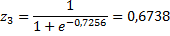 z₃ = 1 / (1 + e^−0,7256) = 0,6738